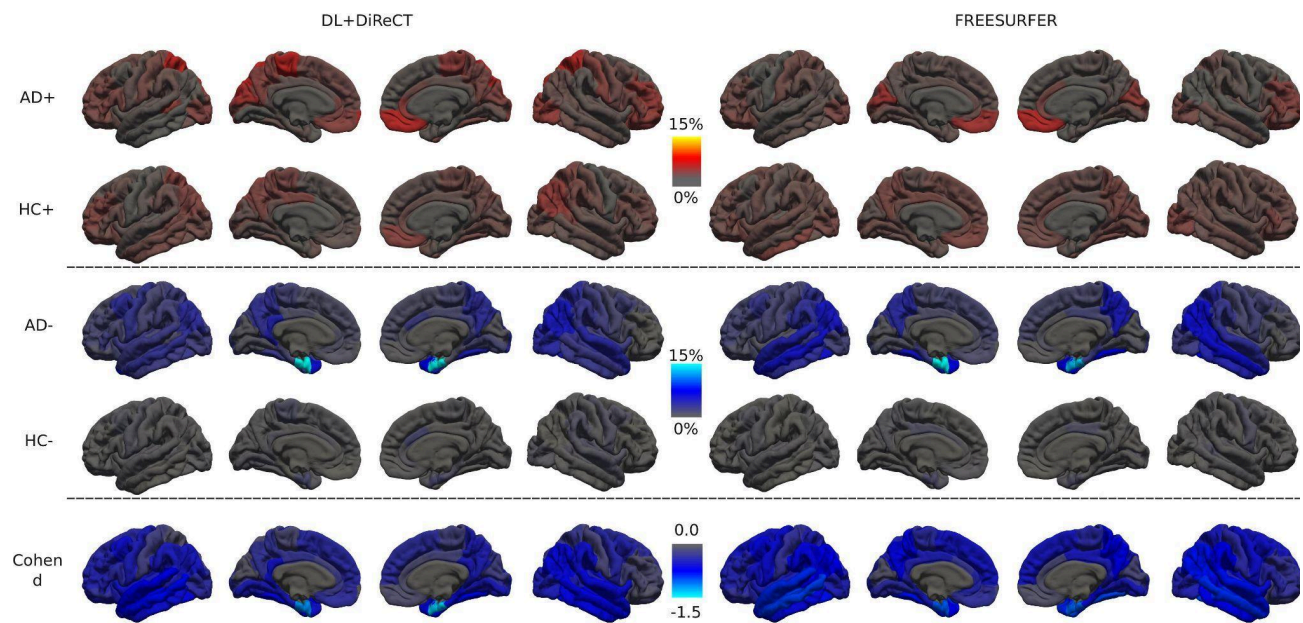 DL+DiReCT
FREESURFER
AD+
15%
0%
HC+
AD-
15%
0%
HC-
Cohen
d
0.0
-1.5